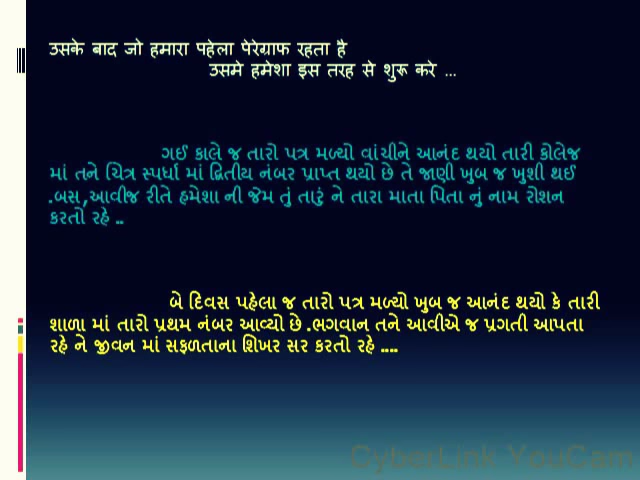 उसके बाद जो हमारा पहेला पेरेग्राफ रहता है
उसमे हमेशा इस तरह से शुरू करे ...
ગઈ કાલે જ તારો પત્ર મળ્યો વાંચીને આનંદ થયો તારી કોલેજ
માં તને ચિત્ર સ્પર્ધા માં દ્વિતીય નંબર પ્રાપ્ત થયો છે તે જાણી ખુબ જ ખુશી થઈ
.બસ,આવીજ રીતે હમેશા ની જેમ તું તારું ને તારા માતા પિતા નું નામ રોશન
કરતો રહે ..
બે દિવસ પહેલા જ તારો પત્ર મળ્યો ખુબ જ આનંદ થયો કે તારી
શાળા માં તારો પ્રથમ નંબર આવ્યો છે .ભગવાન તને આવીએ જ પ્રગતી આપતા
રહે ને જીવન માં સફળતાના શિખર સર કરતો રહે ....
CyberLink YouCam